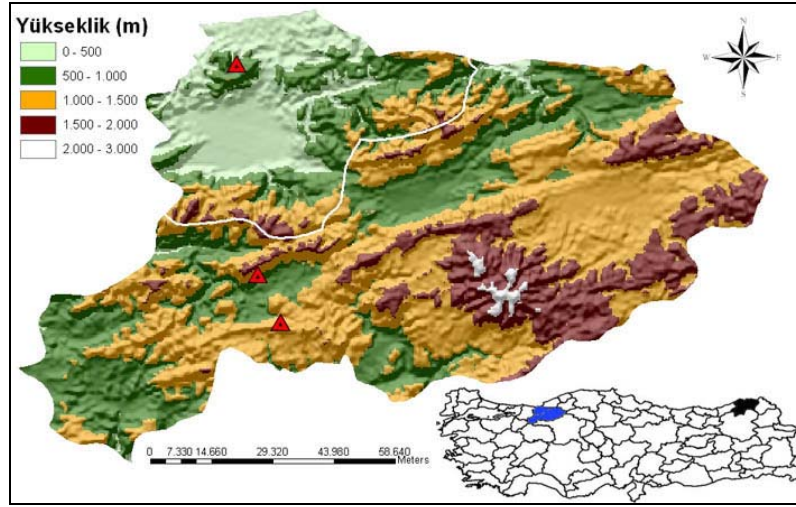 Yükseklik (m)
0 - 500
500 - 1.000
1.000 - 1.500
1.500 - 2.000
2.000 - 3.000
N
W E
S
0 7.330 14.660 29.320 43.980 58.640
Meters